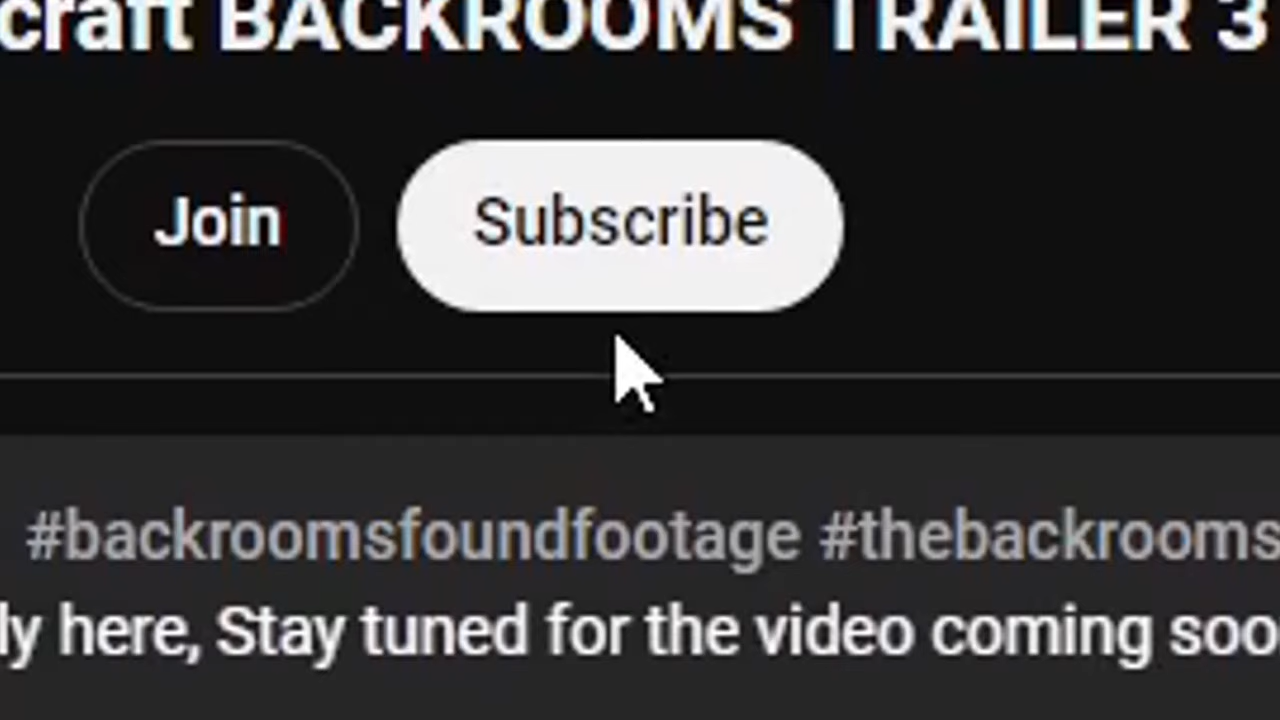 craft BACKROOMS TRAILER 3
Join
Subscribe
#backroomsfoundfootage #thebackrooms
ly here, Stay tuned for the video coming soo